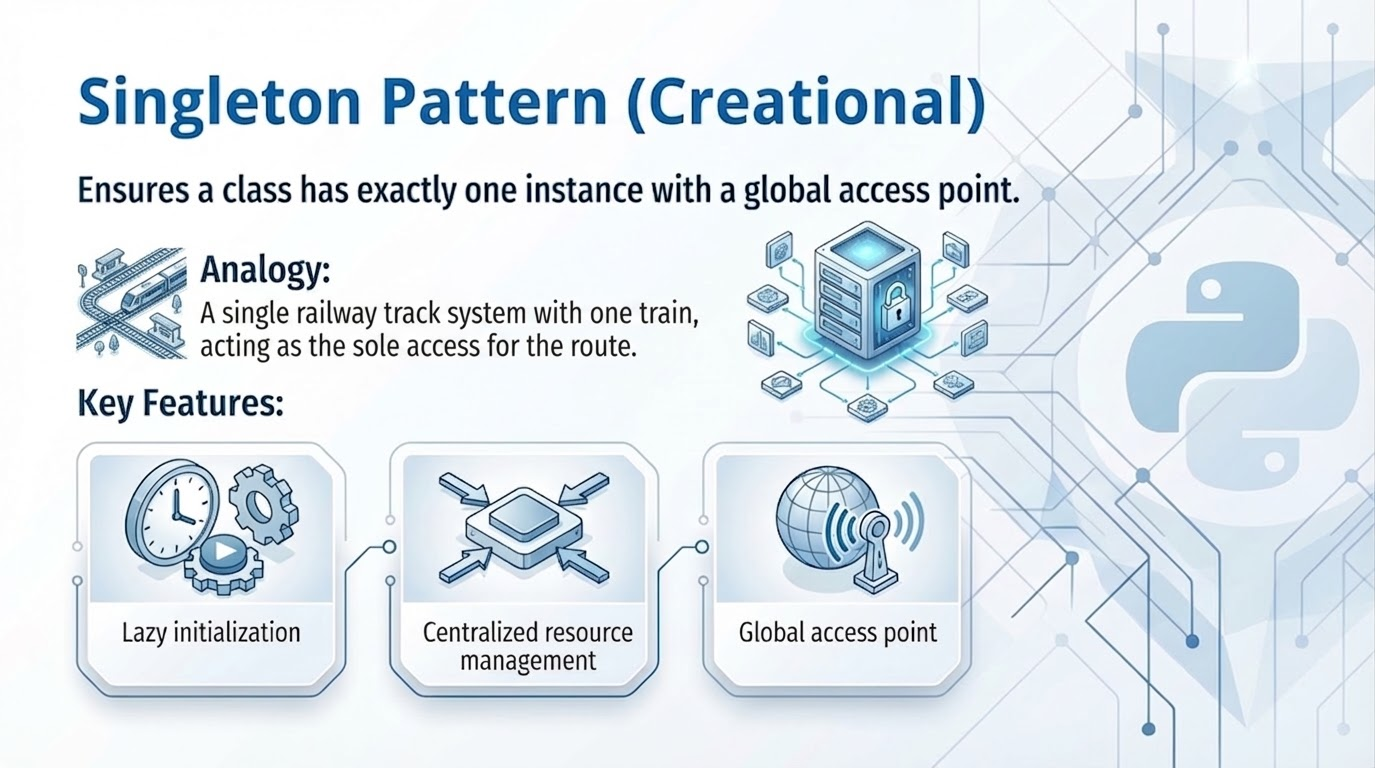 Singleton Pattern (Creational)
Ensures a class has exactly one instance with a global access point.
Analogy:
A single railway track system with one train,
acting as the sole access for the route.
Key Features:
Lazy initialization
Centralized resource
management
Global access point